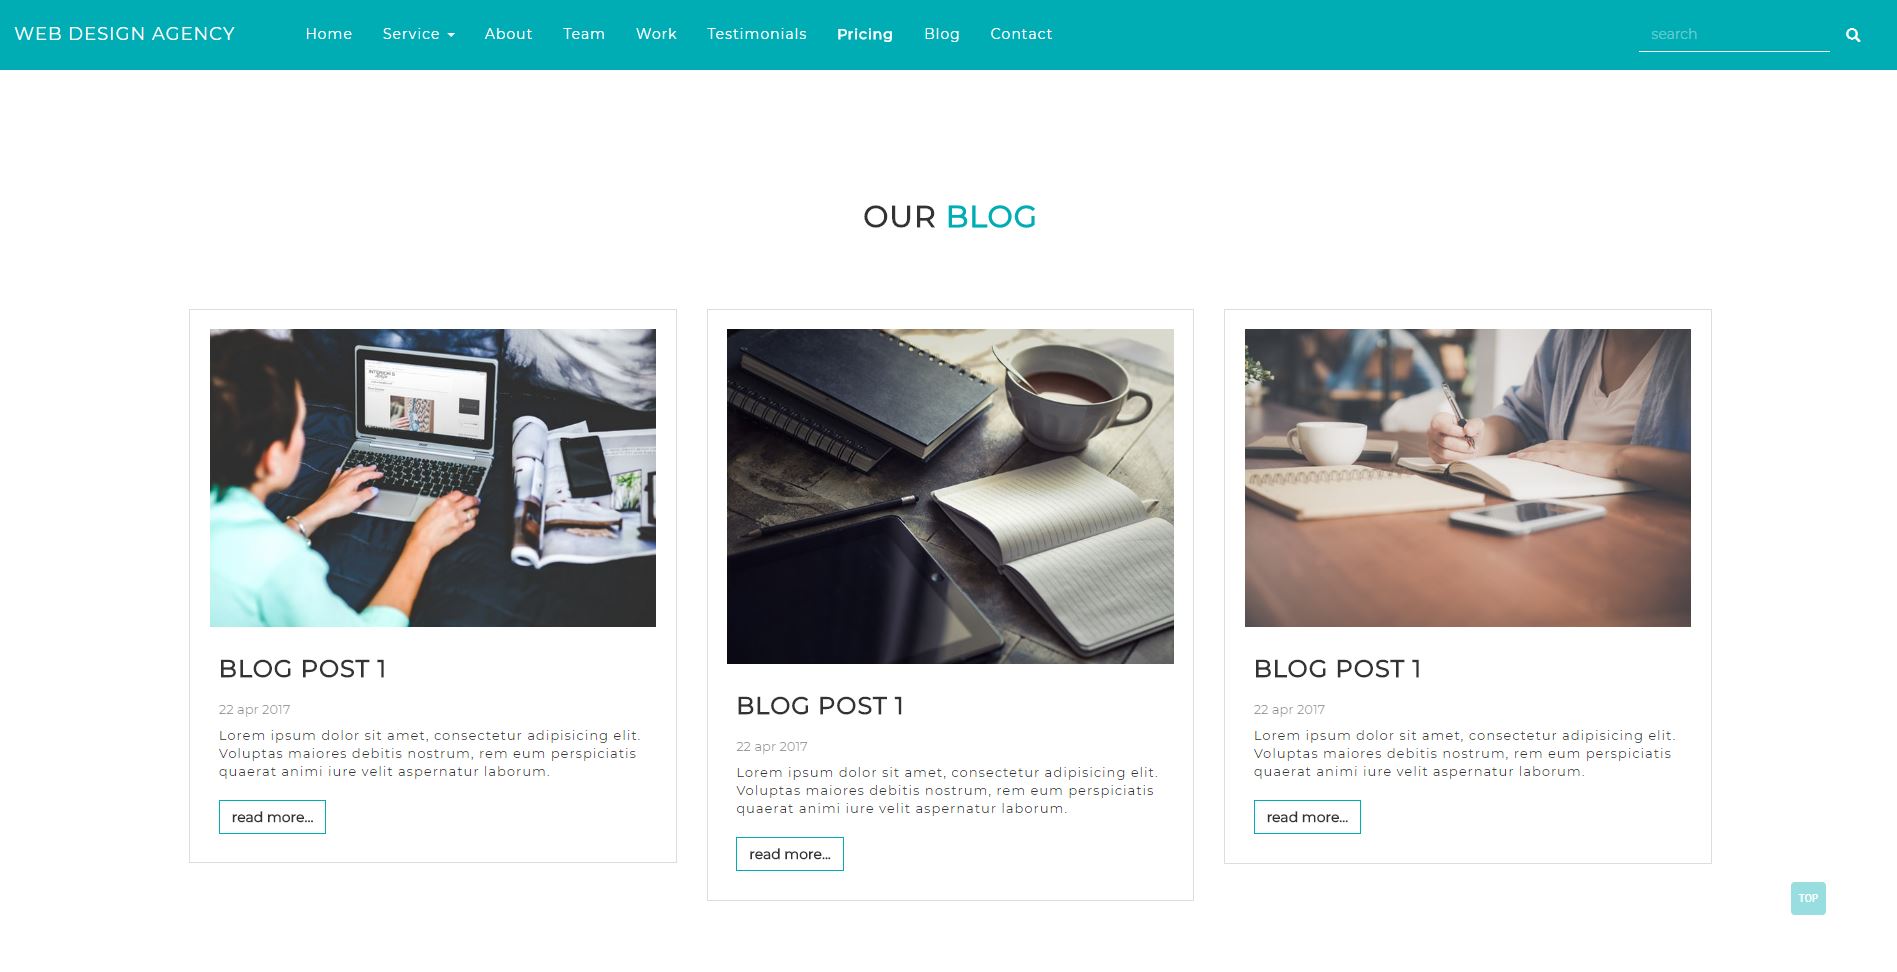 WEB DESIGN AGENCY Home Service About Team Work Testimonials Pricing Blog Contact search
OUR BLOG
BLOG POST 1
22 apr 2017
Lorem ipsum dolor sit amet, consectetur adipisicing elit.
Voluptas maiores debitis nostrum, rem eum perspiciatis
quaerat animi iure velit aspernatur laborum.
read more...
BLOG POST 1
22 apr 2017
Lorem ipsum dolor sit amet, consectetur adipisicing elit.
Voluptas maiores debitis nostrum, rem eum perspiciatis
quaerat animi iure velit aspernatur laborum.
read more...
BLOG POST 1
22 apr 2017
Lorem ipsum dolor sit amet, consectetur adipisicing elit.
Voluptas maiores debitis nostrum, rem eum perspiciatis
quaerat animi iure velit aspernatur laborum.
read more...
TOP